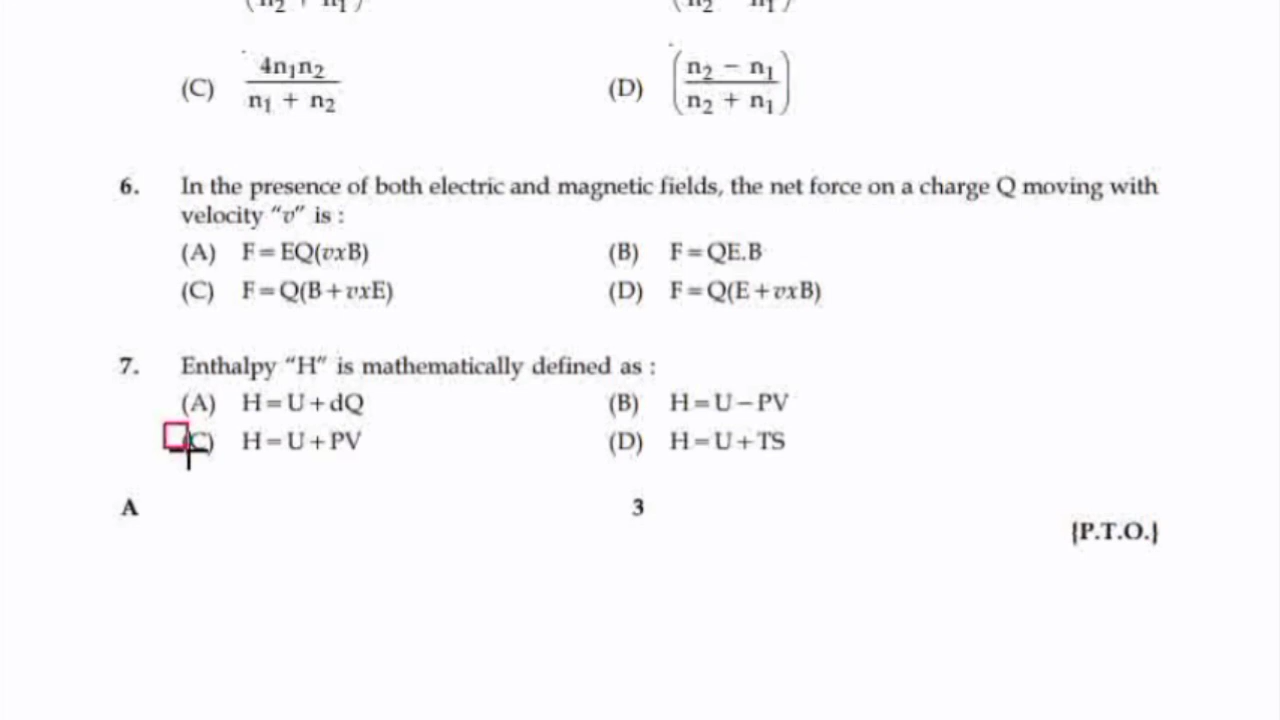 (C) 4n₁n₂ / n₁ + n₂ (D) (n₂ − n₁ / n₂ + n₁)
6. In the presence of both electric and magnetic fields, the net force on a charge Q moving with
velocity “v” is :
(A) F=EQ(vxB) (B) F=QE.B
(C) F=Q(B+vxE) (D) F=Q(E+vxB)
7. Enthalpy “H” is mathematically defined as :
(A) H=U+dQ (B) H=U−PV
(C) H=U+PV (D) H=U+TS
A 3
{P.T.O.}